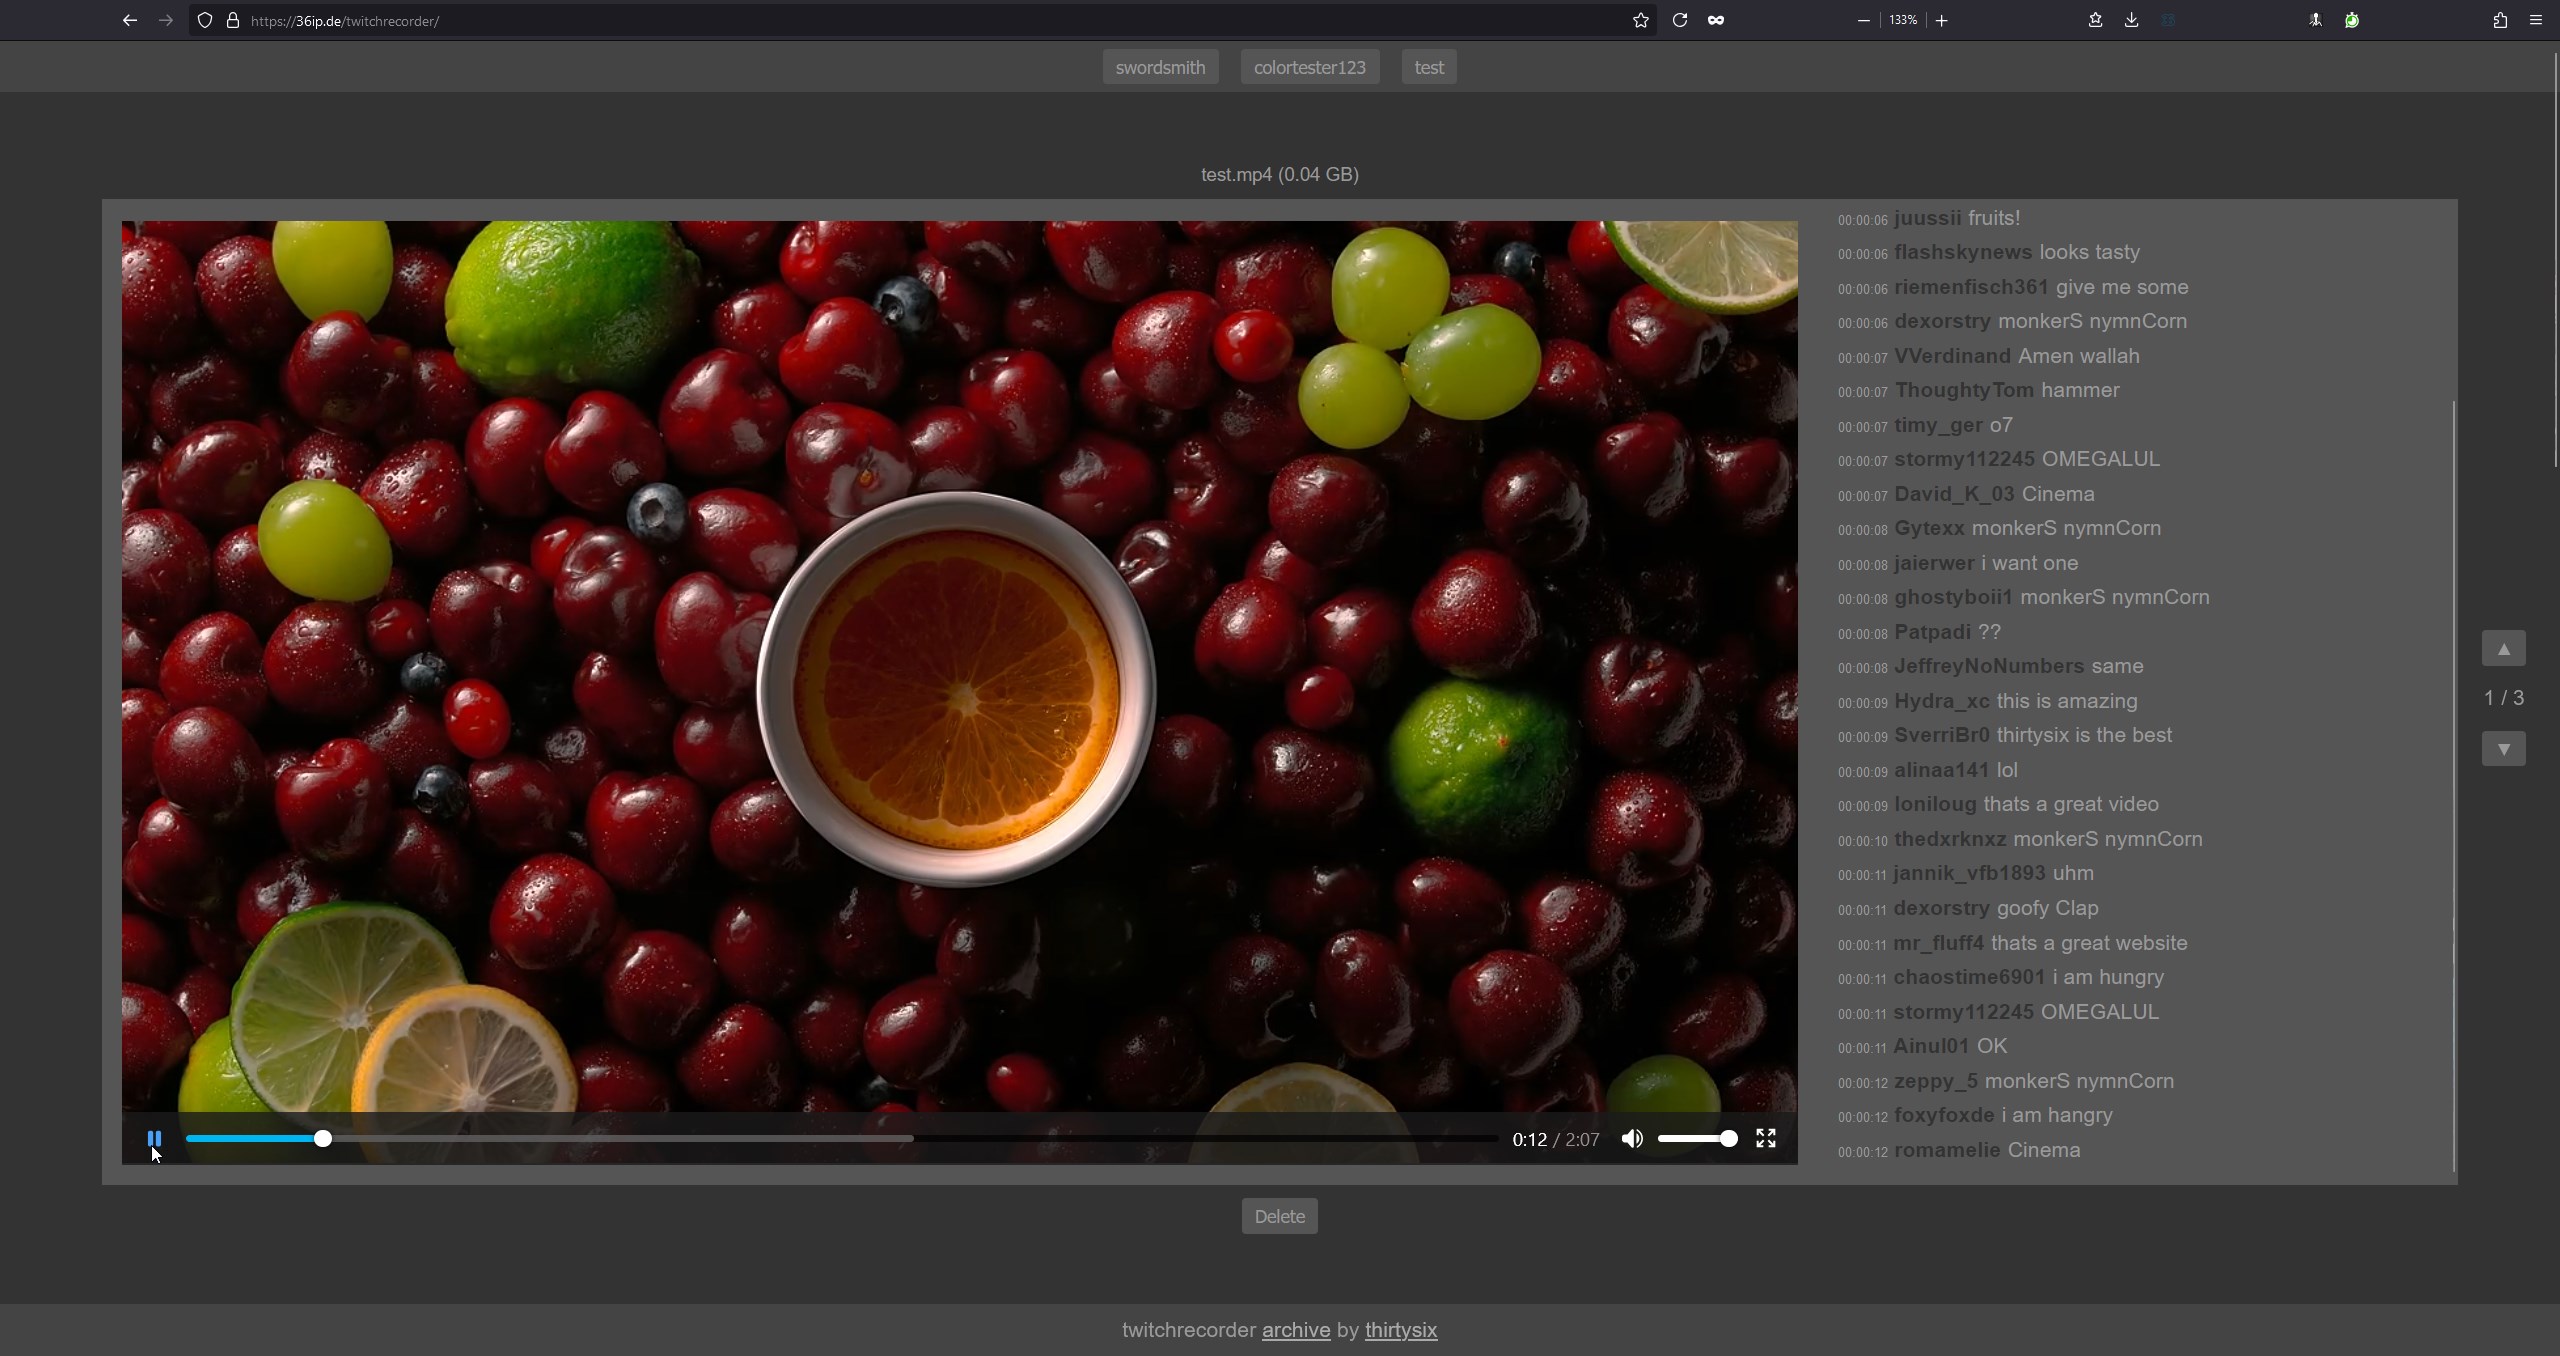 https://36ip.de/twitchrecorder/
133%
swordsmith colortester123 test
test.mp4 (0.04 GB)
00:00:06 juussii fruits!
00:00:06 flashskynews looks tasty
00:00:06 riemenfisch361 give me some
00:00:06 dexorstry monkerS nymnCorn
00:00:07 VVerdinand Amen wallah
00:00:07 ThoughtyTom hammer
00:00:07 timy_ger o7
00:00:07 stormy112245 OMEGALUL
00:00:07 David_K_03 Cinema
00:00:08 Gytexx monkerS nymnCorn
00:00:08 jaierwer i want one
00:00:08 ghostyboii1 monkerS nymnCorn
00:00:08 Patpadi ??
00:00:08 JeffreyNoNumbers same
00:00:09 Hydra_xc this is amazing
00:00:09 SverriBr0 thirtysix is the best
00:00:09 alinaa141 lol
00:00:09 loniloug thats a great video
00:00:10 thedxrknxz monkerS nymnCorn
00:00:11 jannik_vfb1893 uhm
00:00:11 dexorstry goofy Clap
00:00:11 mr_fluff4 thats a great website
00:00:11 chaostime6901 i am hungry
00:00:11 stormy112245 OMEGALUL
00:00:11 Ainul01 OK
00:00:12 zeppy_5 monkerS nymnCorn
00:00:12 foxyfoxde i am hangry
00:00:12 romamelie Cinema
1 / 3
0:12 / 2:07
Delete
twitchrecorder archive by thirtysix